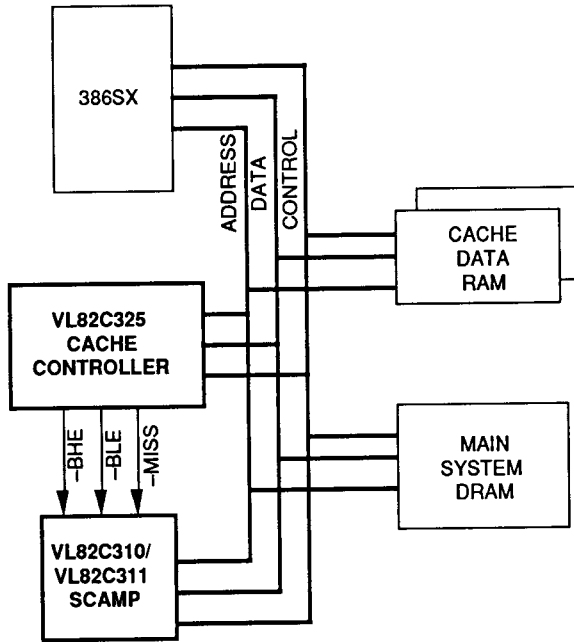 386SX
ADDRESS
DATA
CONTROL
CACHE
DATA
RAM
VL82C325
CACHE
CONTROLLER
–BHE
–BLE
–MISS
MAIN
SYSTEM
DRAM
VL82C310/
VL82C311
SCAMP